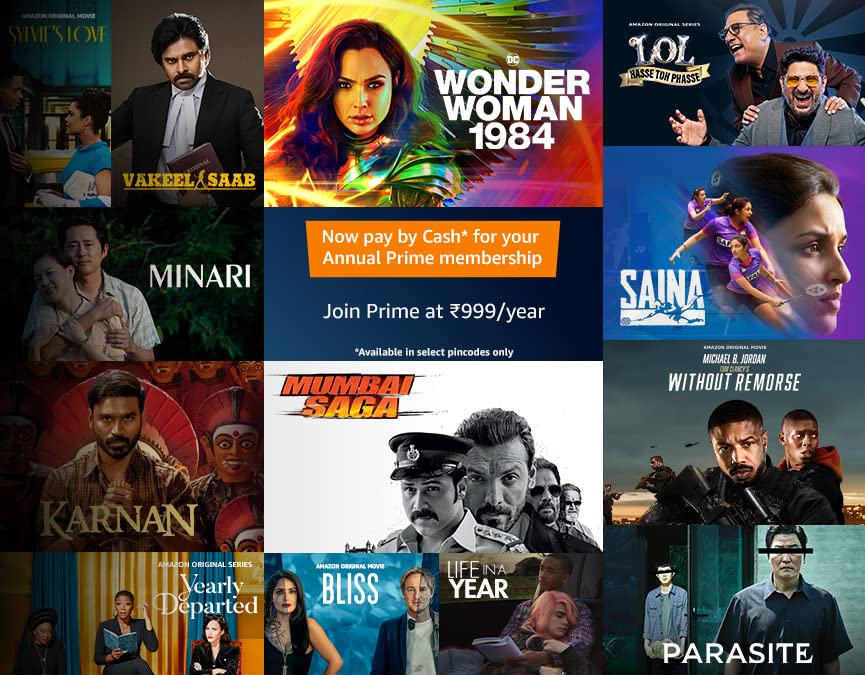 AMAZON ORIGINAL MOVIE
SYLVIE'S LOVE
CRIMINAL
VAKEEL SAAB
DC
WONDER
WOMAN
1984
AMAZON ORIGINAL SERIES
LOL
HASSE TOH PHASSE
MINARI
Now pay by Cash* for your
Annual Prime membership
Join Prime at ₹999/year
*Available in select pincodes only
SAINA
KARNAN
MUMBAI
SAGA
AMAZON ORIGINAL MOVIE
MICHAEL B. JORDAN
TOM CLANCY'S
WITHOUT REMORSE
AMAZON ORIGINAL SERIES
Yearly
Departed
AMAZON ORIGINAL MOVIE
BLISS
LIFE IN A
YEAR
PARASITE